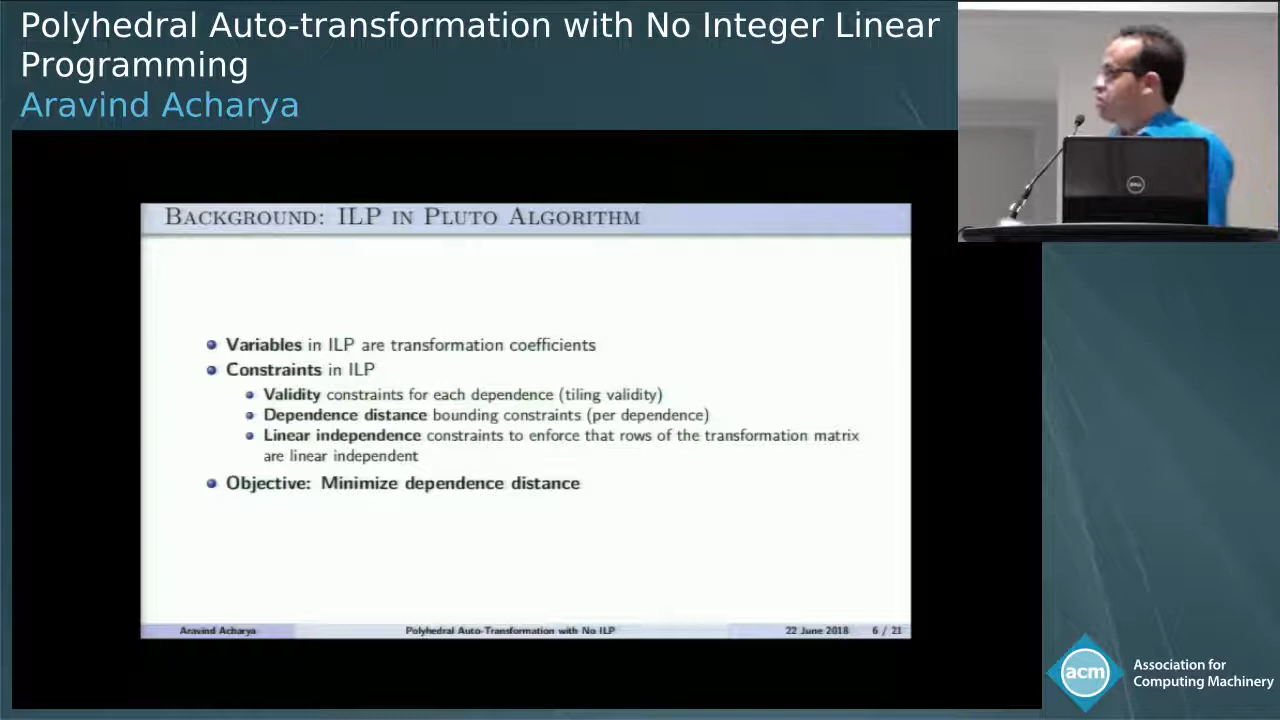 Polyhedral Auto-transformation with No Integer Linear
Programming
Aravind Acharya
BACKGROUND: ILP IN PLUTO ALGORITHM
Variables in ILP are transformation coefficients
Constraints in ILP
Validity constraints for each dependence (tiling validity)
Dependence distance bounding constraints (per dependence)
Linear independence constraints to enforce that rows of the transformation matrix
are linear independent
Objective: Minimize dependence distance
Aravind Acharya
Polyhedral Auto-Transformation with No ILP
22 June 2018
6 / 21
DELL
acm
Association for
Computing Machinery